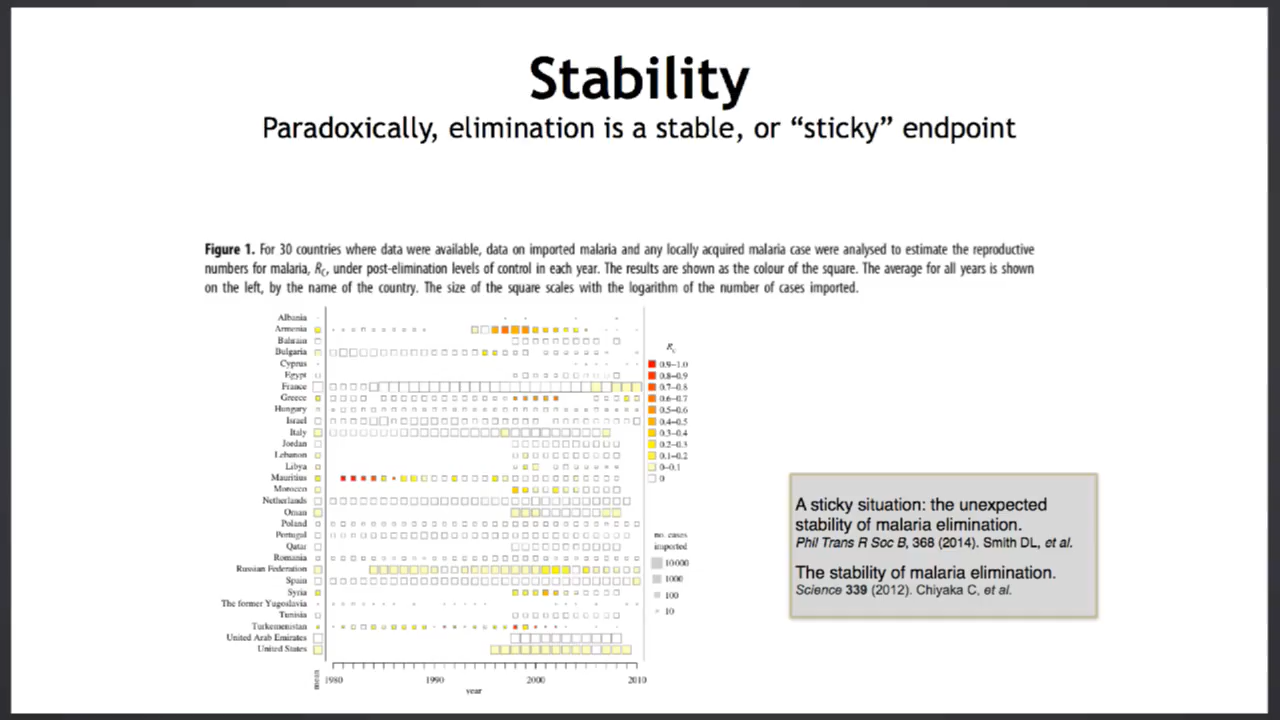 Stability
Paradoxically, elimination is a stable, or “sticky” endpoint
Figure 1. For 30 countries where data were available, data on imported malaria and any locally acquired malaria case were analysed to estimate the reproductive
numbers for malaria, Rc, under post-elimination levels of control in each year. The results are shown as the colour of the square. The average for all years is shown
on the left, by the name of the country. The size of the square scales with the logarithm of the number of cases imported.
Albania
Armenia
Bahrain
Bulgaria
Cyprus
Egypt
France
Greece
Hungary
Israel
Italy
Jordan
Lebanon
Libya
Mauritius
Morocco
Netherlands
Oman
Poland
Portugal
Qatar
Romania
Russian Federation
Spain
Syria
The former Yugoslavia
Tunisia
Turkemenistan
United Arab Emirates
United States
mean
1980
1990
2000
2010
year
Rc
0.9–1.0
0.8–0.9
0.7–0.8
0.6–0.7
0.5–0.6
0.4–0.5
0.3–0.4
0.2–0.3
0.1–0.2
0–0.1
0
no. cases
imported
10000
1000
100
10
A sticky situation: the unexpected
stability of malaria elimination.
Phil Trans R Soc B, 368 (2014). Smith DL, et al.
The stability of malaria elimination.
Science 339 (2012). Chiyaka C, et al.